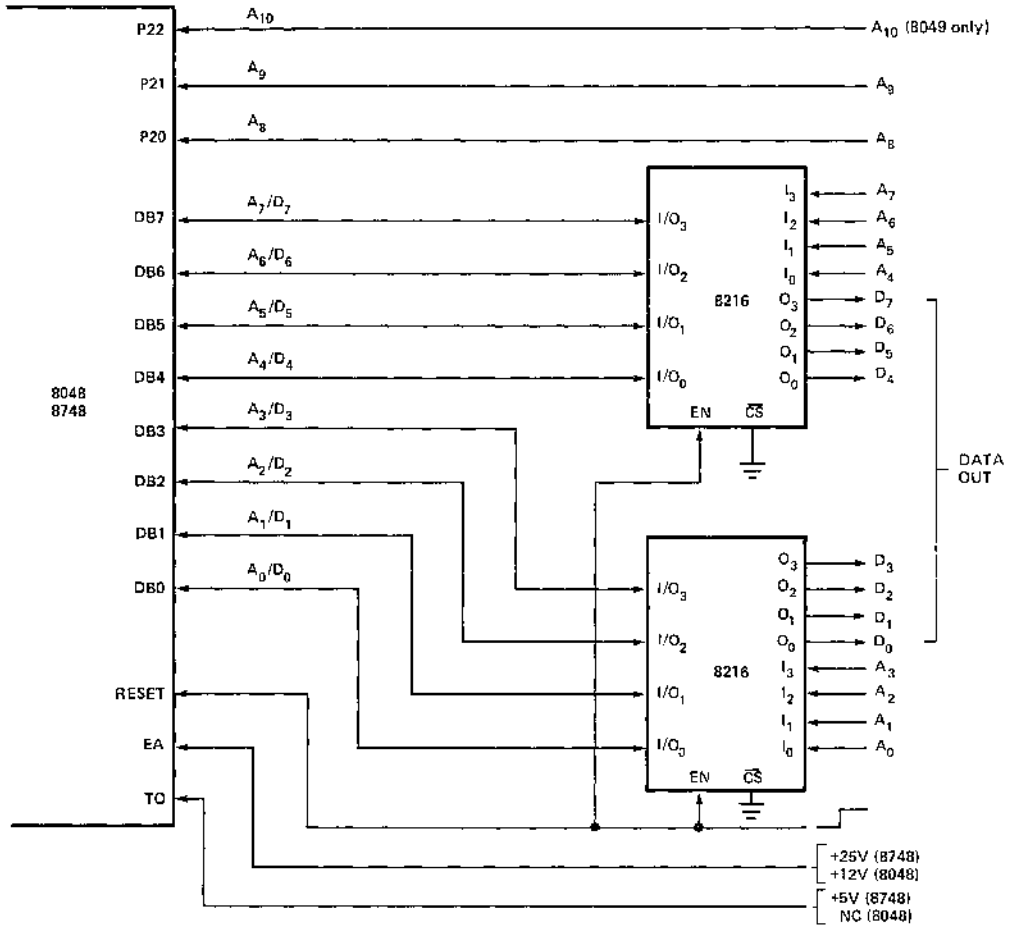 P22
A10
A10 (8049 only)
P21
A9
A9
P20
A8
A8
DB7
A7/D7
I/O3
DB6
A6/D6
I/O2
DB5
A5/D5
I/O1
DB4
A4/D4
I/O0
8216
I3
A7
I2
A6
I1
A5
I0
A4
O3
D7
O2
D6
O1
D5
O0
D4
EN
CS
8048
8748
DB3
A3/D3
DB2
A2/D2
DB1
A1/D1
DB0
A0/D0
DATA
OUT
O3
D3
O2
D2
O1
D1
O0
D0
I/O3
I/O2
I/O1
I/O3
8216
I3
A3
I2
A2
I1
A1
I0
A0
EN
CS
RESET
EA
TO
+25V (8748)
+12V (8048)
+5V (8748)
NC (8048)